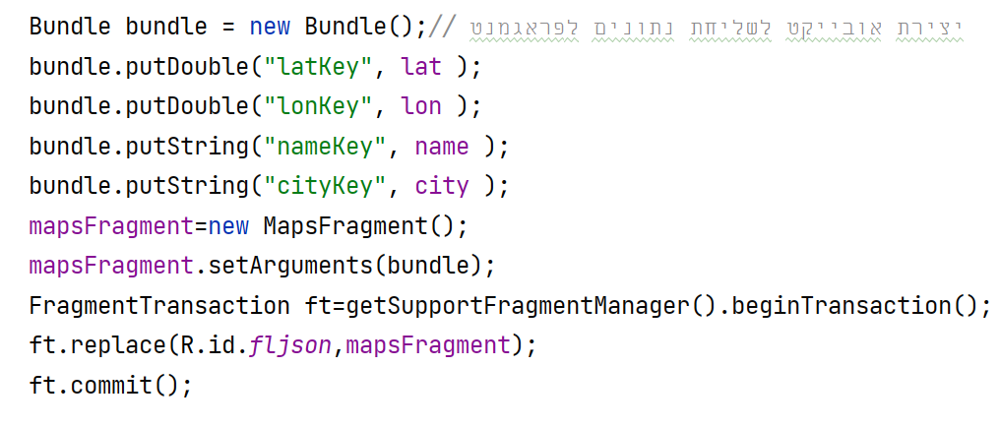 Bundle bundle = new Bundle();// יצירת אובייקט לשליחת נתונים לפראגמנט
bundle.putDouble("latKey", lat );
bundle.putDouble("lonKey", lon );
bundle.putString("nameKey", name );
bundle.putString("cityKey", city );
mapsFragment=new MapsFragment();
mapsFragment.setArguments(bundle);
FragmentTransaction ft=getSupportFragmentManager().beginTransaction();
ft.replace(R.id.fljson,mapsFragment);
ft.commit();